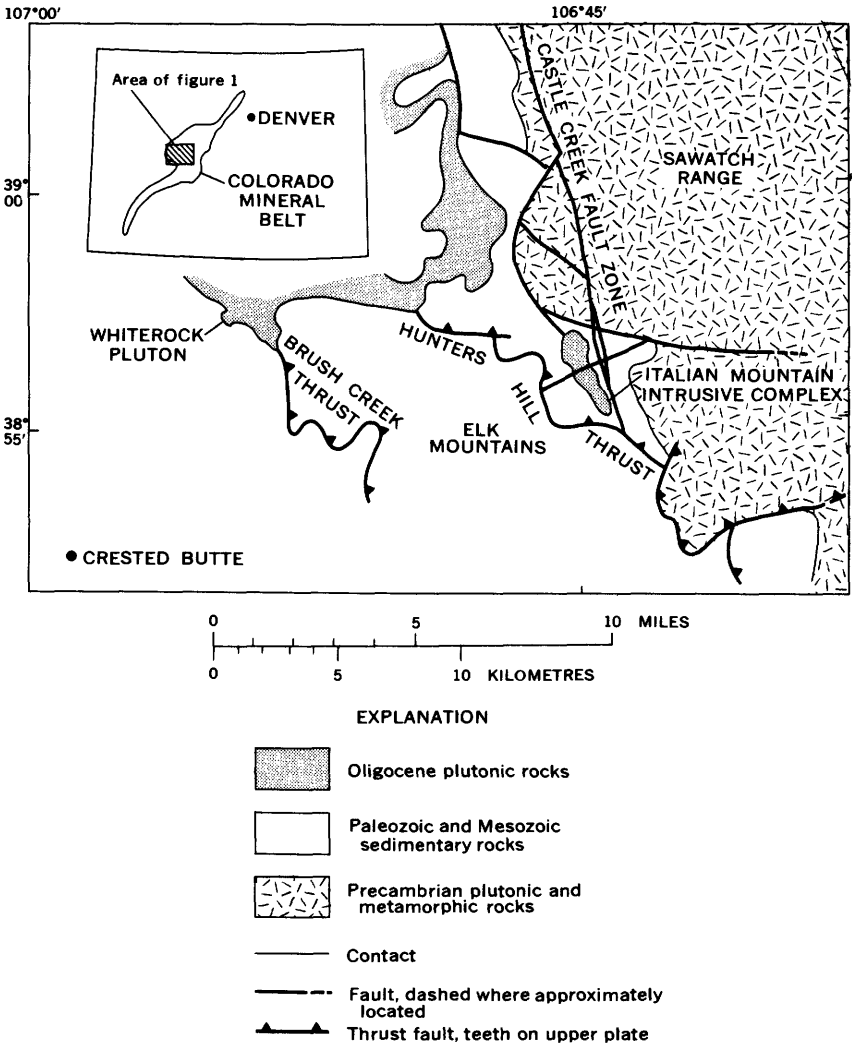 107°00'
106°45'
Area of figure 1
DENVER
COLORADO
MINERAL
BELT
39°
00'
CASTLE CREEK FAULT ZONE
SAWATCH
RANGE
WHITEROCK
PLUTON
BRUSH CREEK
THRUST
HUNTERS
HILL
THRUST
ITALIAN MOUNTAIN
INTRUSIVE COMPLEX
ELK
MOUNTAINS
38°
55'
CRESTED BUTTE
0 5 10 MILES
0 5 10 KILOMETRES
EXPLANATION
Oligocene plutonic rocks
Paleozoic and Mesozoic
sedimentary rocks
Precambrian plutonic and
metamorphic rocks
Contact
Fault, dashed where approximately
located
Thrust fault, teeth on upper plate